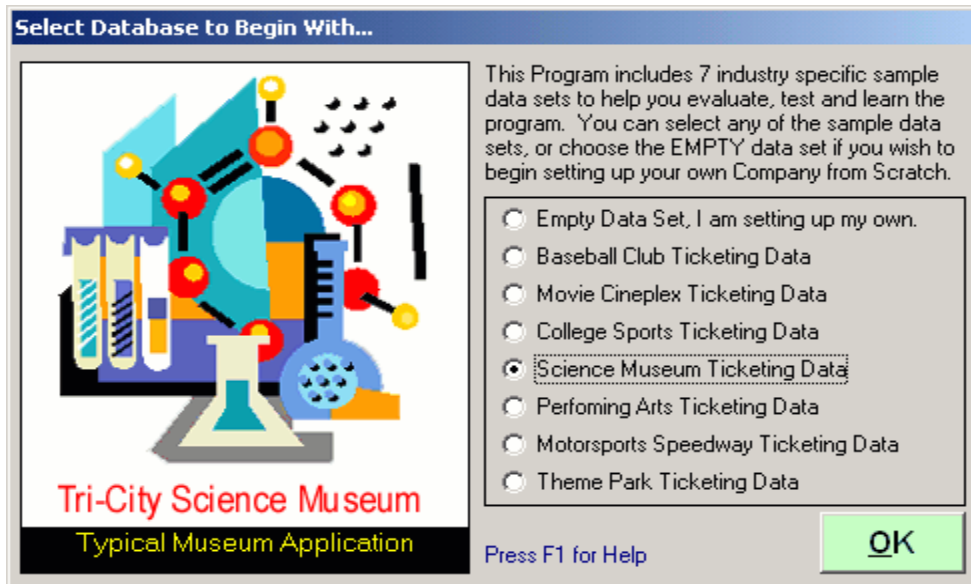 Select Database to Begin With...
This Program includes 7 industry specific sample
data sets to help you evaluate, test and learn the
program. You can select any of the sample data
sets, or choose the EMPTY data set if you wish to
begin setting up your own Company from Scratch.
Empty Data Set, I am setting up my own.
Baseball Club Ticketing Data
Movie Cineplex Ticketing Data
College Sports Ticketing Data
Science Museum Ticketing Data
Perfoming Arts Ticketing Data
Motorsports Speedway Ticketing Data
Theme Park Ticketing Data
Tri-City Science Museum
Typical Museum Application
Press F1 for Help
OK